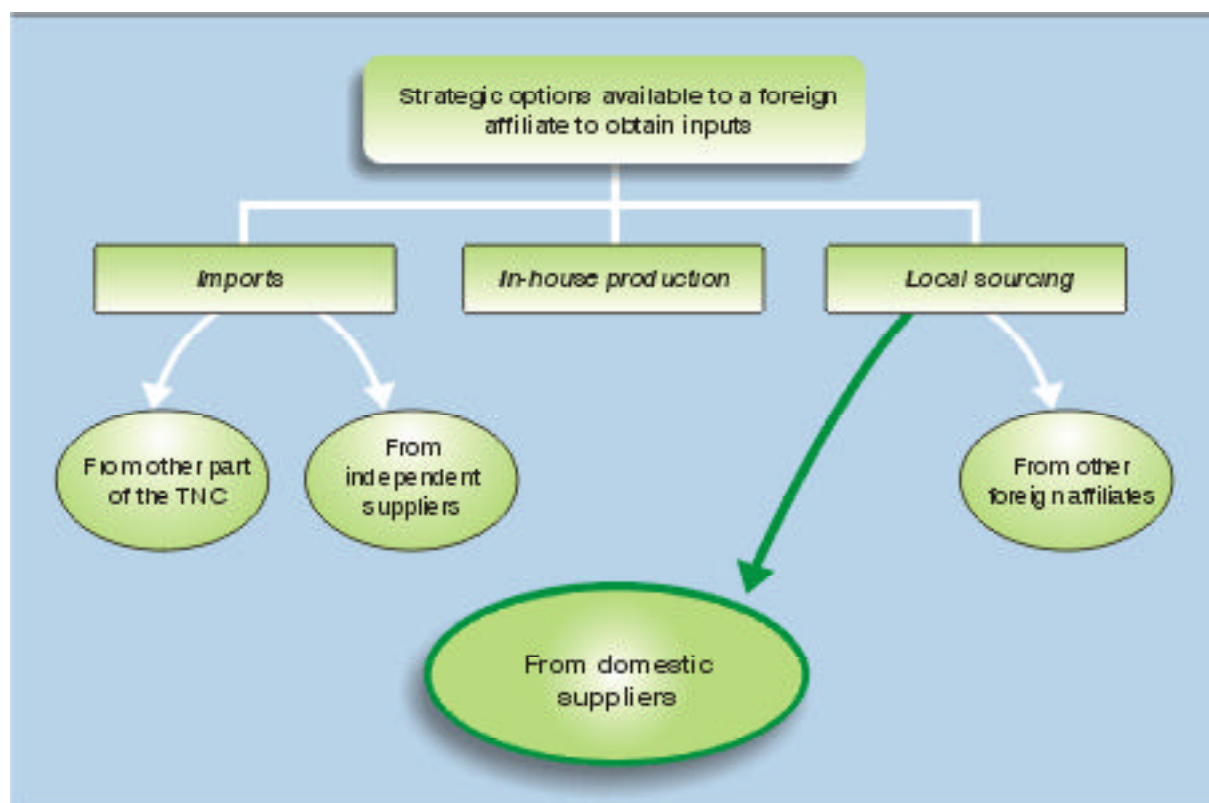 Strategic options available to a foreign
affiliate to obtain inputs
Imports
In-house production
Local sourcing
From other part
of the TNC
From
independent
suppliers
From other
foreign affiliates
From domestic
suppliers